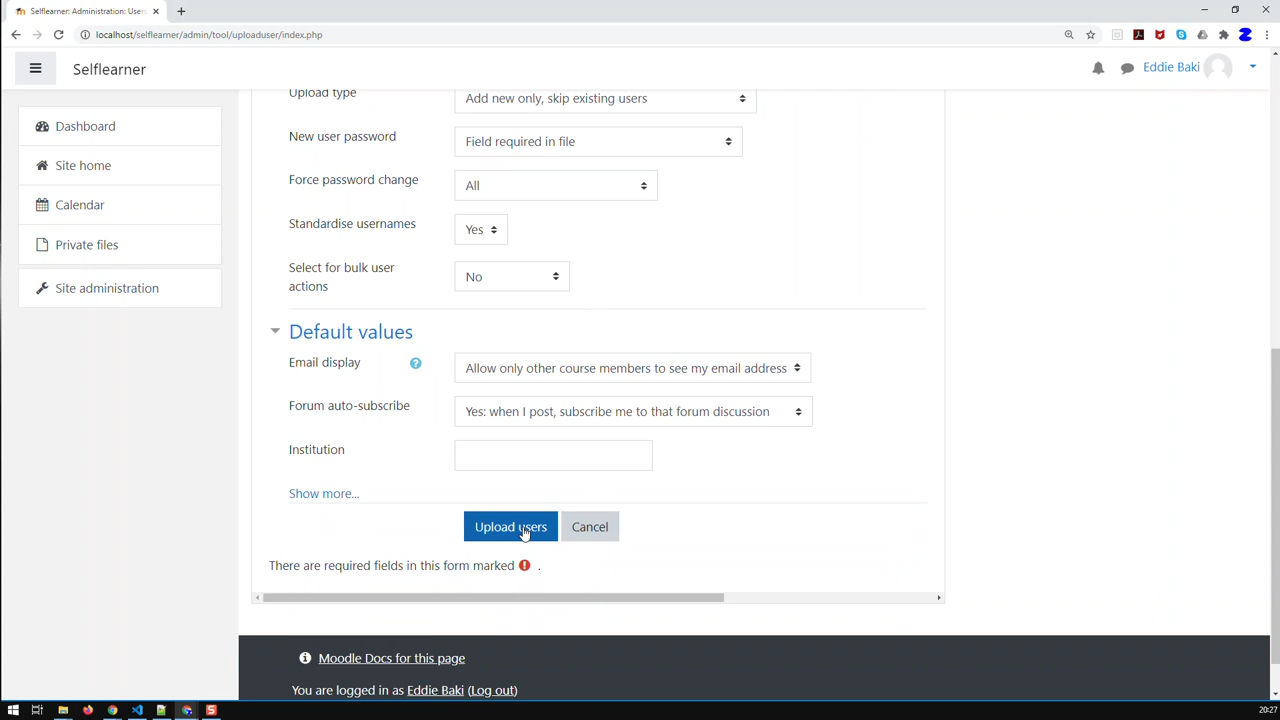 Selflearner: Administration: Users
localhost/selflearner/admin/tool/uploaduser/index.php
Selflearner
Eddie Baki
Dashboard
Site home
Calendar
Private files
Site administration
Upload type
Add new only, skip existing users
New user password
Field required in file
Force password change
All
Standardise usernames
Yes
Select for bulk user
actions
No
Default values
Email display
Allow only other course members to see my email address
Forum auto-subscribe
Yes: when I post, subscribe me to that forum discussion
Institution
Show more...
Upload users
Cancel
There are required fields in this form marked .
Moodle Docs for this page
You are logged in as Eddie Baki (Log out)
20:27